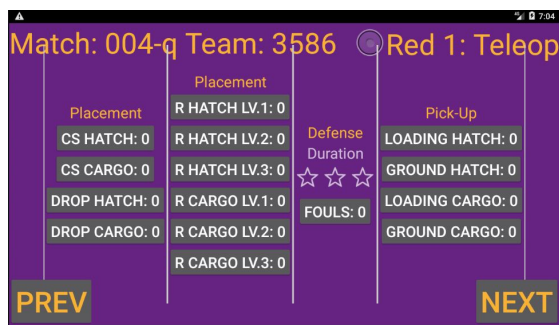 7:04
Match: 004-q Team: 3586 Red 1: Teleop
Placement
CS HATCH: 0
CS CARGO: 0
DROP HATCH: 0
DROP CARGO: 0
Placement
R HATCH LV.1: 0
R HATCH LV.2: 0
R HATCH LV.3: 0
R CARGO LV.1: 0
R CARGO LV.2: 0
R CARGO LV.3: 0
Defense
Duration
FOULS: 0
Pick-Up
LOADING HATCH: 0
GROUND HATCH: 0
LOADING CARGO: 0
GROUND CARGO: 0
PREV
NEXT